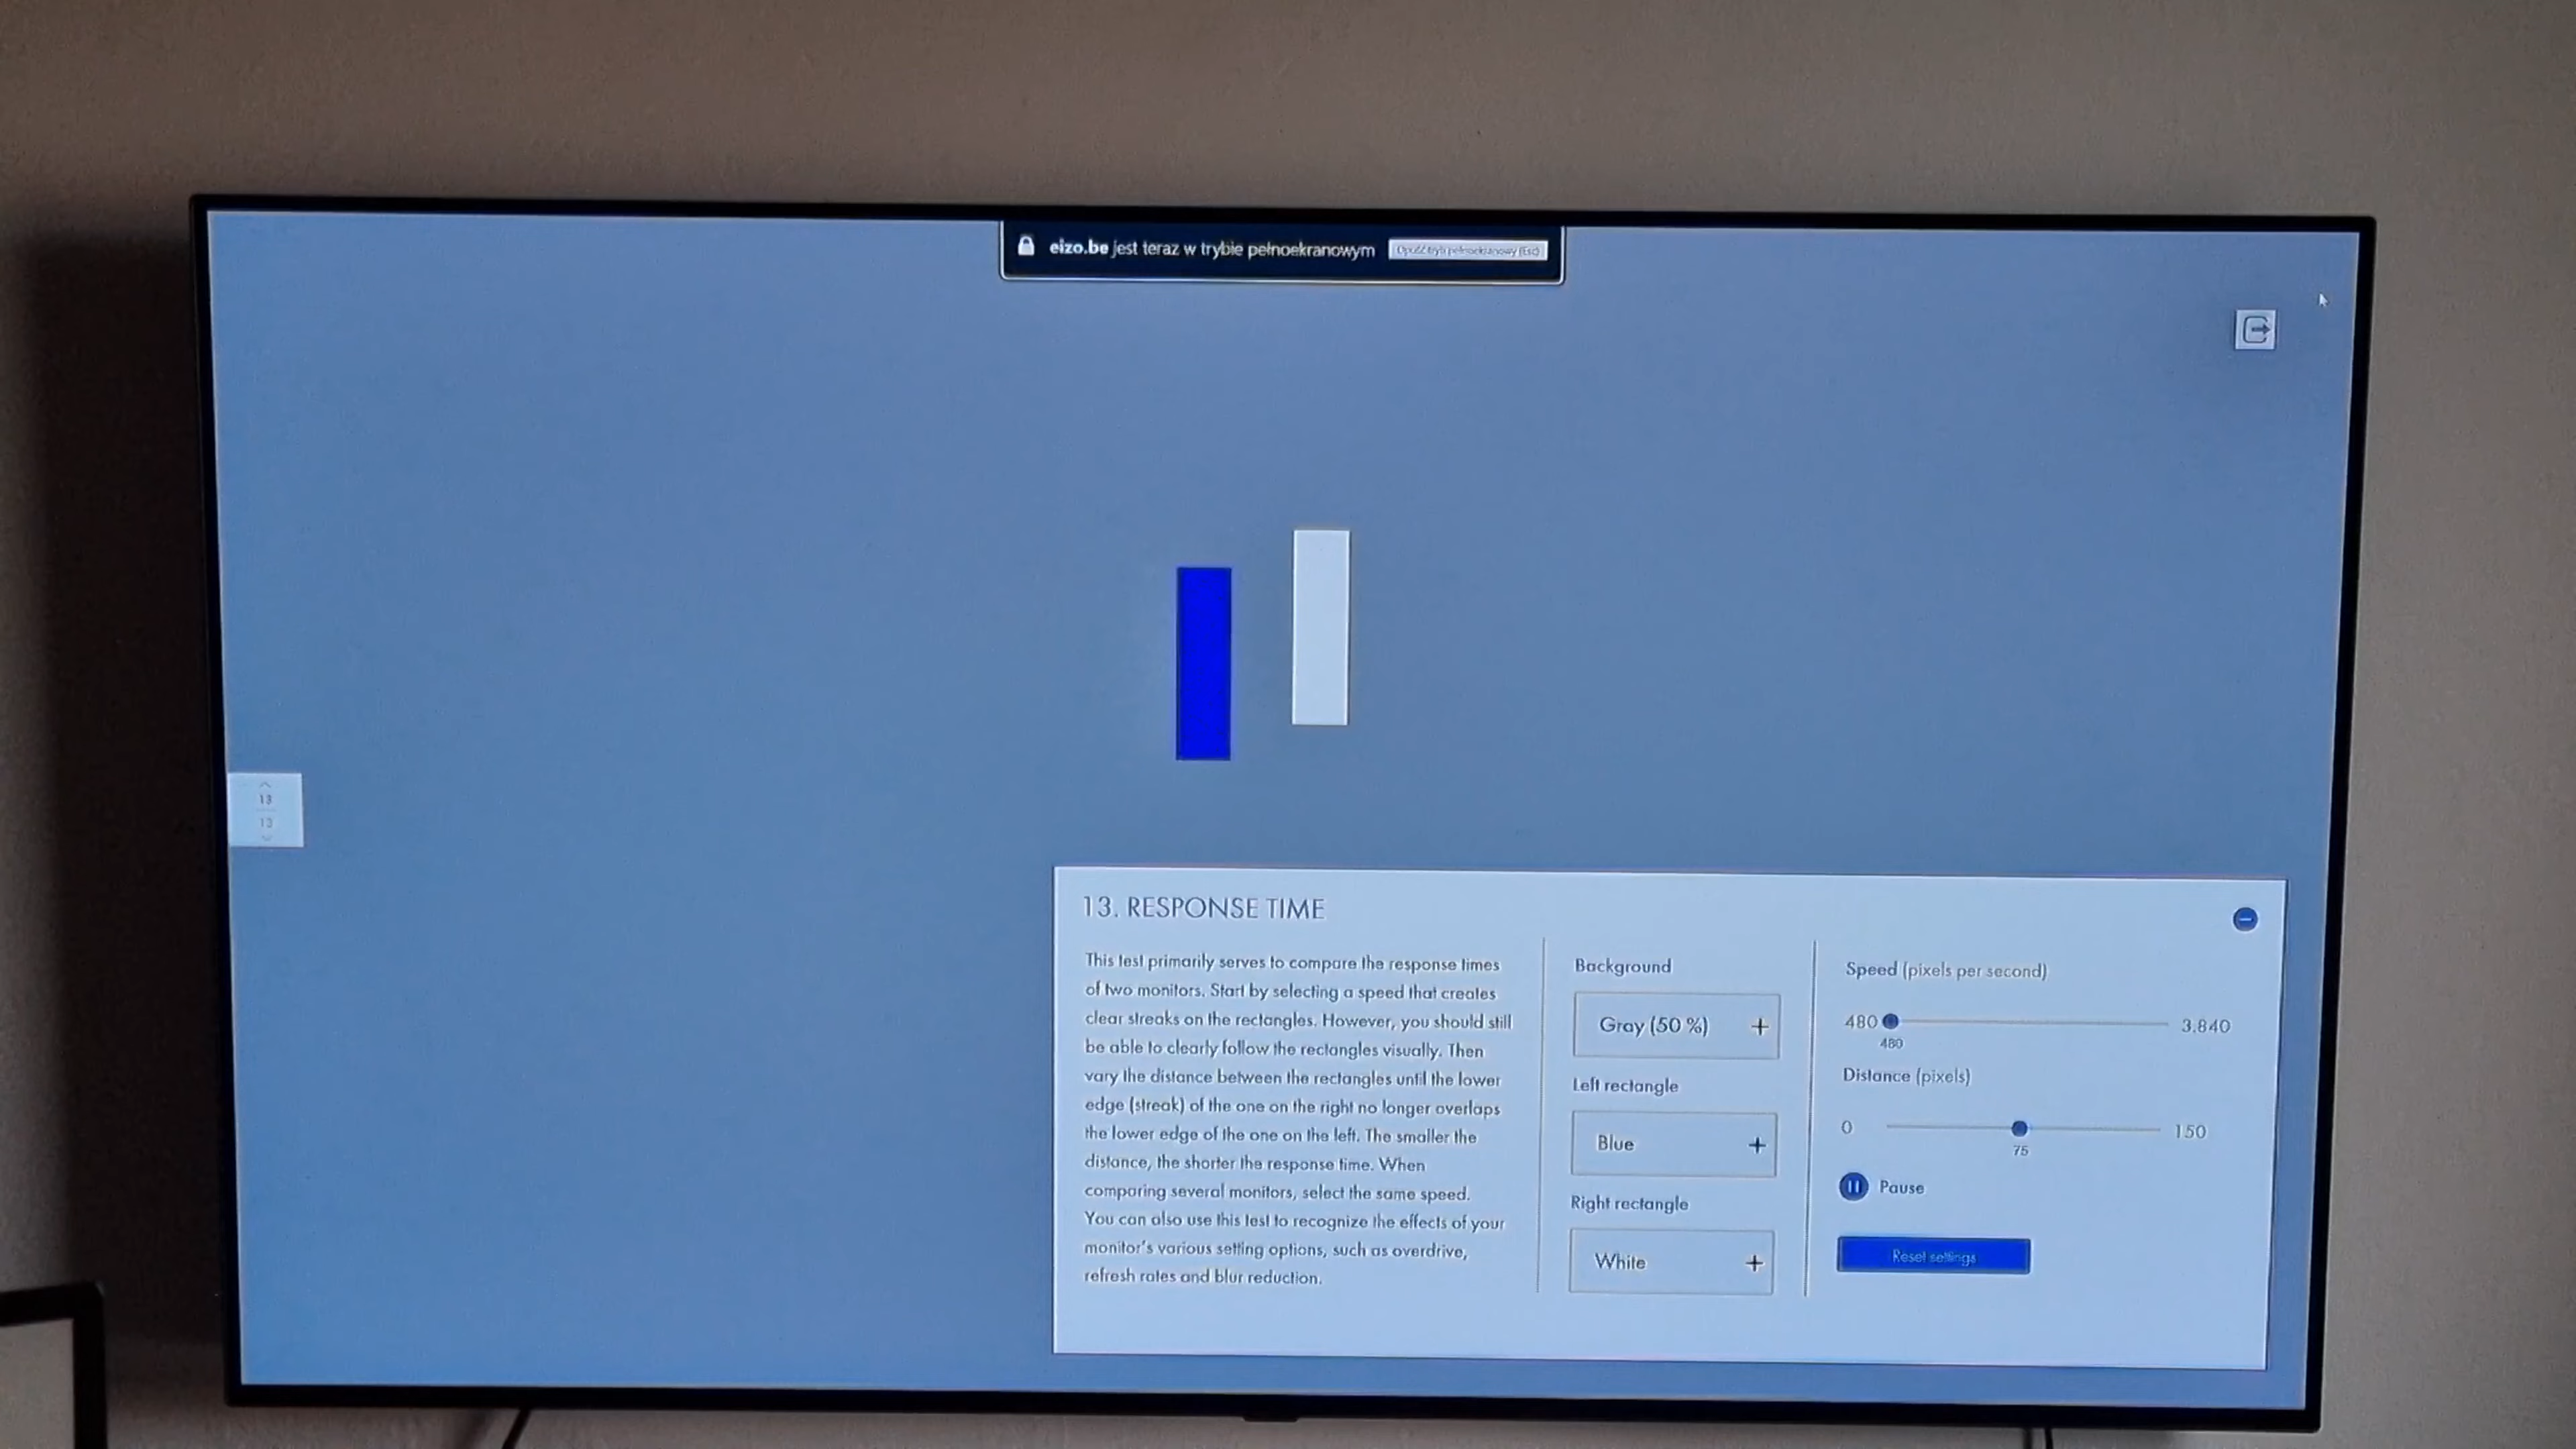 eizo.be jest teraz w trybie pełnoekranowym Opuść tryb pełnoekranowy (Esc)
13
13
13. RESPONSE TIME
This test primarily serves to compare the response times
of two monitors. Start by selecting a speed that creates
clear streaks on the rectangles. However, you should still
be able to clearly follow the rectangles visually. Then
vary the distance between the rectangles until the lower
edge (streak) of the one on the right no longer overlaps
the lower edge of the one on the left. The smaller the
distance, the shorter the response time. When
comparing several monitors, select the same speed.
You can also use this test to recognize the effects of your
monitor's various setting options, such as overdrive,
refresh rates and blur reduction.
Background
Gray (50 %) +
Left rectangle
Blue +
Right rectangle
White +
Speed (pixels per second)
480 3.840
480
Distance (pixels)
0 150
75
Pause
Reset settings